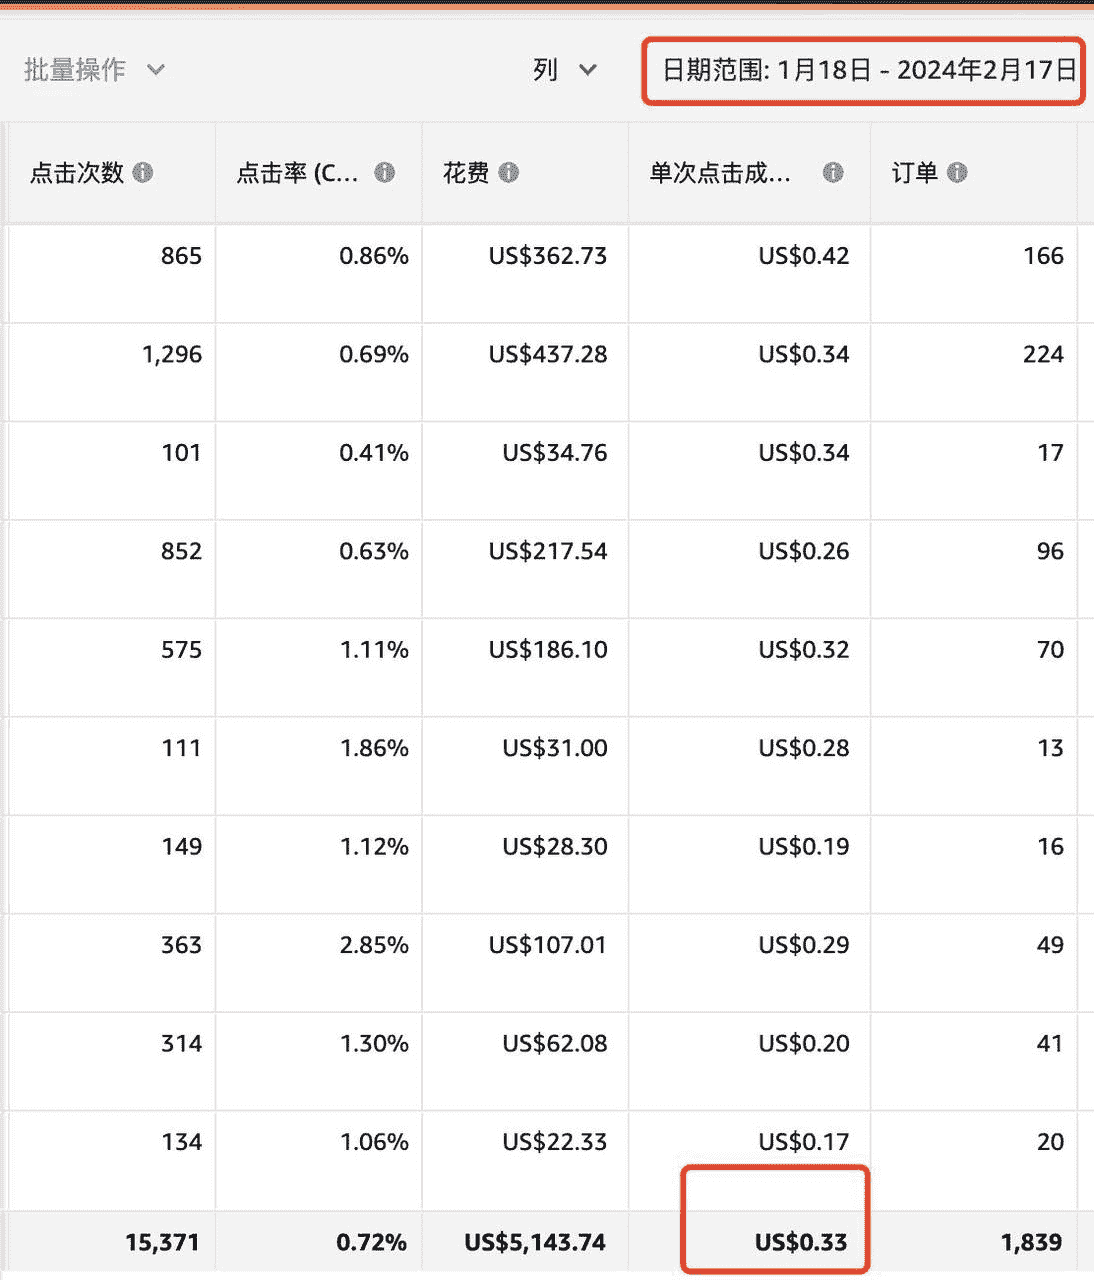 批量操作 列 日期范围: 1月18日 - 2024年2月17日
点击次数 点击率 (C... 花费 单次点击成... 订单
865 0.86% US$362.73 US$0.42 166
1,296 0.69% US$437.28 US$0.34 224
101 0.41% US$34.76 US$0.34 17
852 0.63% US$217.54 US$0.26 96
575 1.11% US$186.10 US$0.32 70
111 1.86% US$31.00 US$0.28 13
149 1.12% US$28.30 US$0.19 16
363 2.85% US$107.01 US$0.29 49
314 1.30% US$62.08 US$0.20 41
134 1.06% US$22.33 US$0.17 20
15,371 0.72% US$5,143.74 US$0.33 1,839